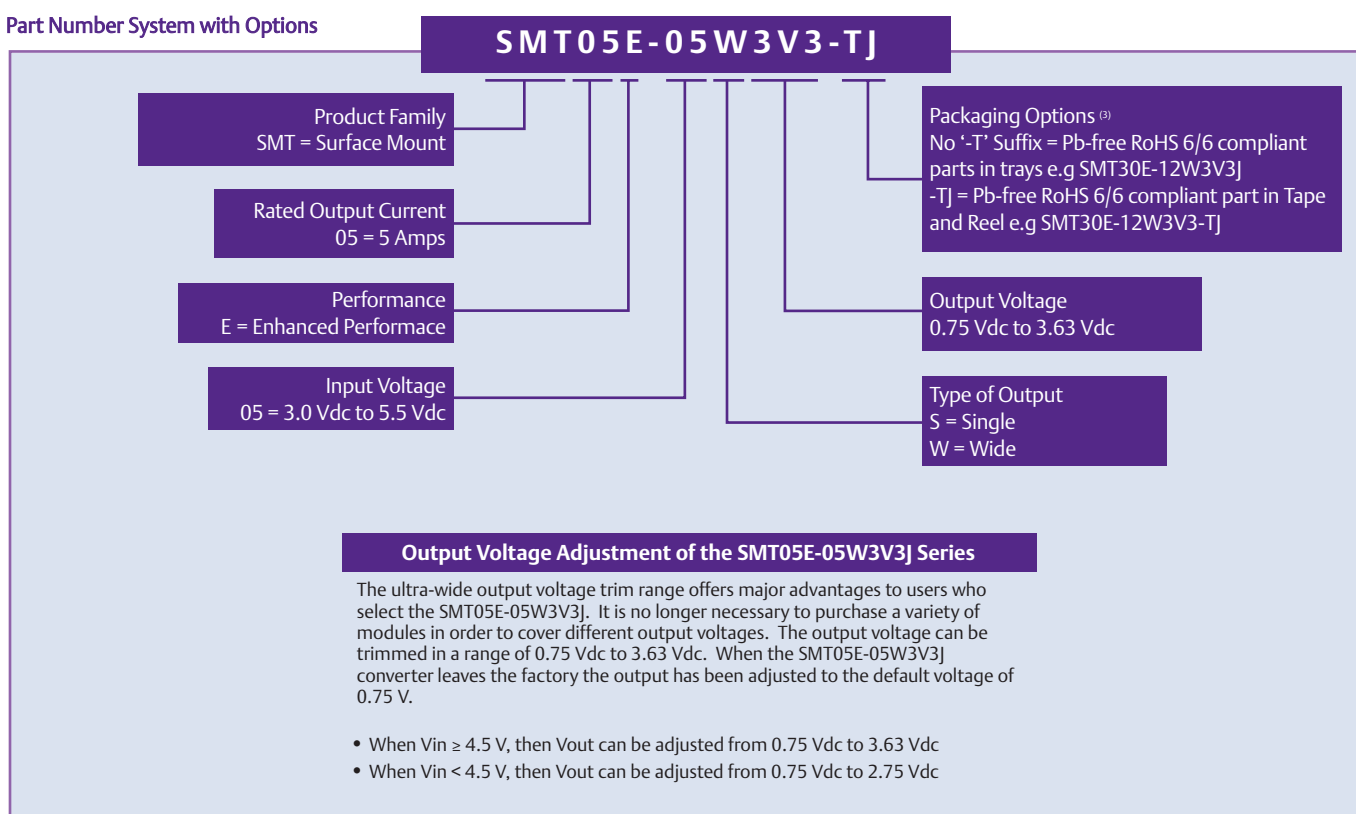 Part Number System with Options
SMT05E-05W3V3-TJ
Product Family
SMT = Surface Mount
Rated Output Current
05 = 5 Amps
Performance
E = Enhanced Performace
Input Voltage
05 = 3.0 Vdc to 5.5 Vdc
Packaging Options (3)
No ‘-T’ Suffix = Pb-free RoHS 6/6 compliant
parts in trays e.g SMT30E-12W3V3J
-TJ = Pb-free RoHS 6/6 compliant part in Tape
and Reel e.g SMT30E-12W3V3-TJ
Output Voltage
0.75 Vdc to 3.63 Vdc
Type of Output
S = Single
W = Wide
Output Voltage Adjustment of the SMT05E-05W3V3J Series
The ultra-wide output voltage trim range offers major advantages to users who
select the SMT05E-05W3V3J. It is no longer necessary to purchase a variety of
modules in order to cover different output voltages. The output voltage can be
trimmed in a range of 0.75 Vdc to 3.63 Vdc. When the SMT05E-05W3V3J
converter leaves the factory the output has been adjusted to the default voltage of
0.75 V.
• When Vin ≥ 4.5 V, then Vout can be adjusted from 0.75 Vdc to 3.63 Vdc
• When Vin < 4.5 V, then Vout can be adjusted from 0.75 Vdc to 2.75 Vdc